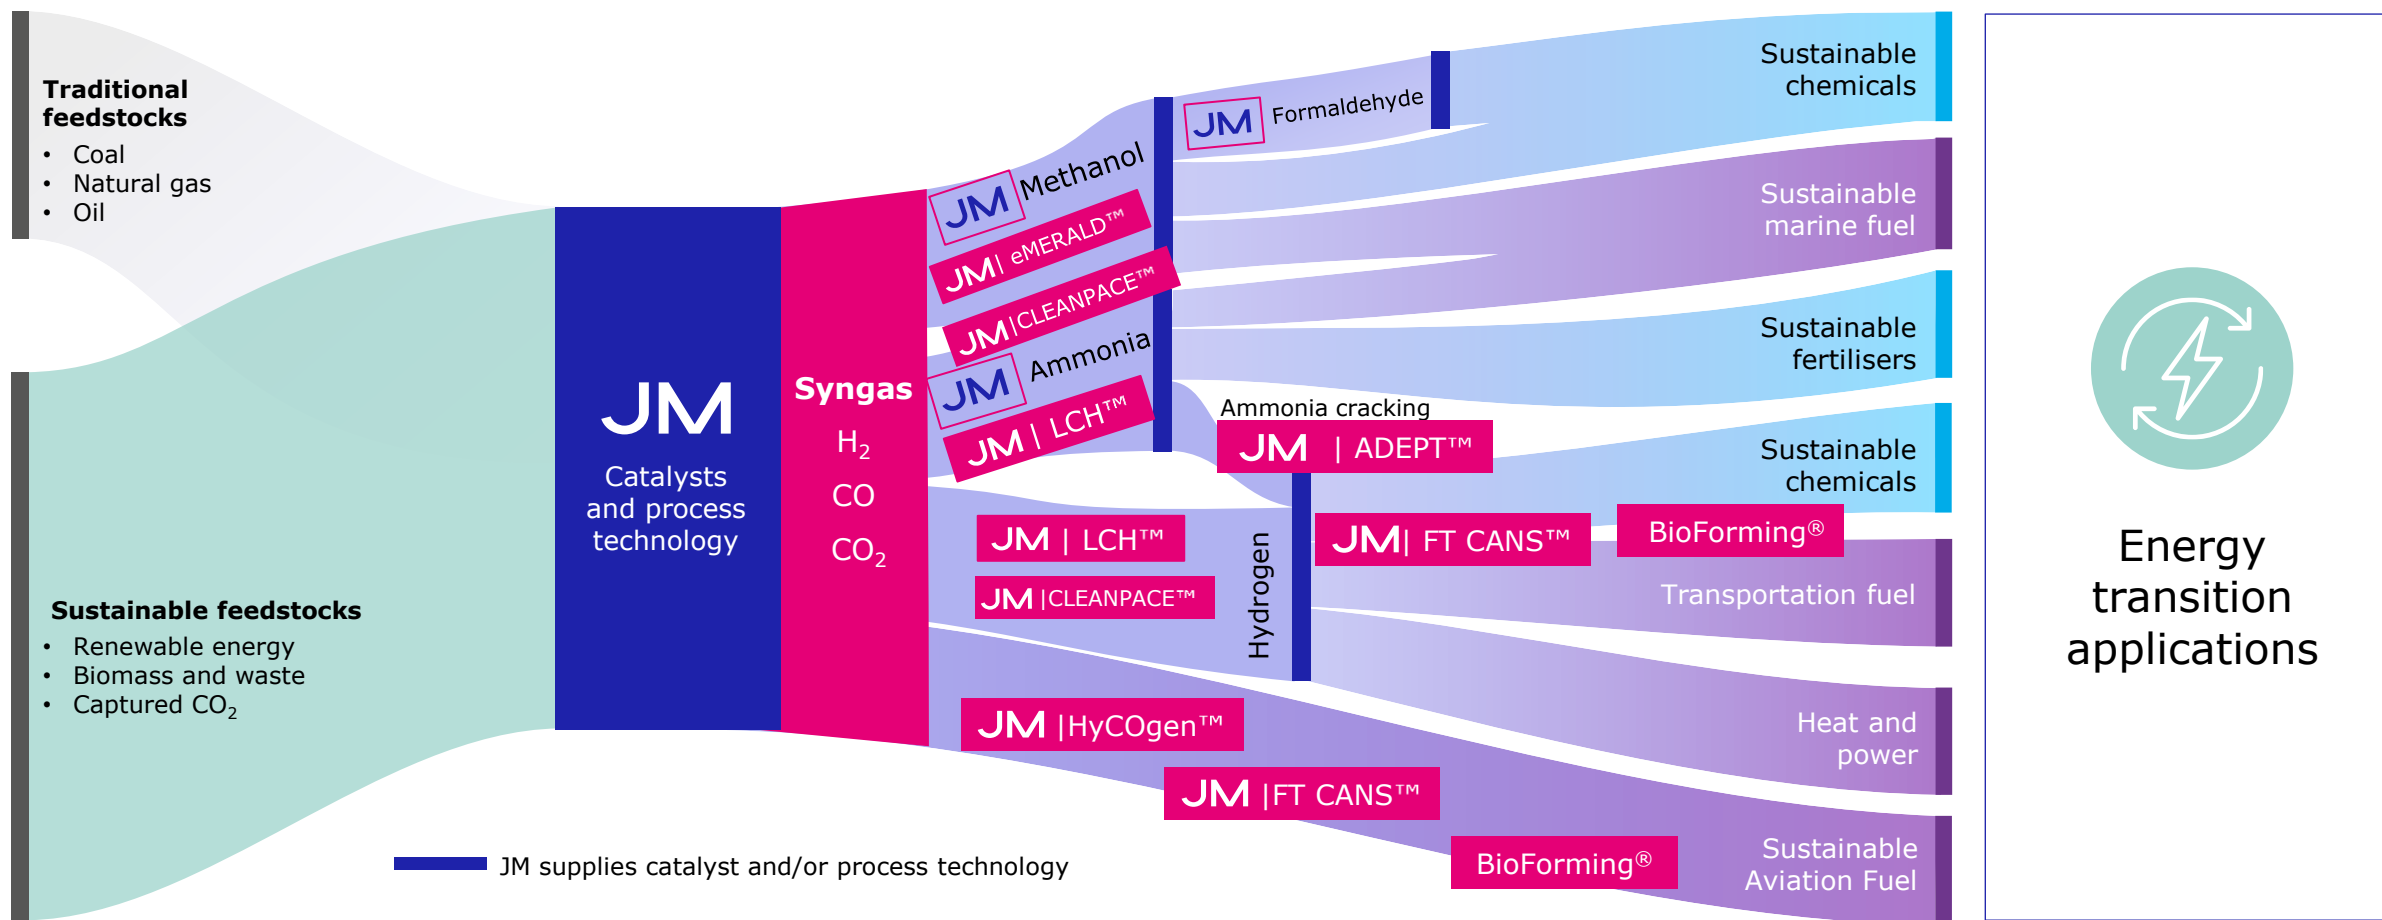 Traditional
feedstocks
• Coal
• Natural gas
• Oil
Sustainable feedstocks
• Renewable energy
• Biomass and waste
• Captured CO₂
JM
Catalysts
and process
technology
Syngas
H₂
CO
CO₂
JM Methanol
JM| eMERALD™
JM|CLEANPACE™
JM Ammonia
JM | LCH™
JM Formaldehyde
Ammonia cracking
JM | ADEPT™
JM | LCH™
JM |CLEANPACE™
Hydrogen
JM| FT CANS™
BioForming®
JM |HyCOgen™
JM |FT CANS™
BioForming®
Sustainable
chemicals
Sustainable
marine fuel
Sustainable
fertilisers
Sustainable
chemicals
Transportation fuel
Heat and
power
Sustainable
Aviation Fuel
Energy
transition
applications
JM supplies catalyst and/or process technology